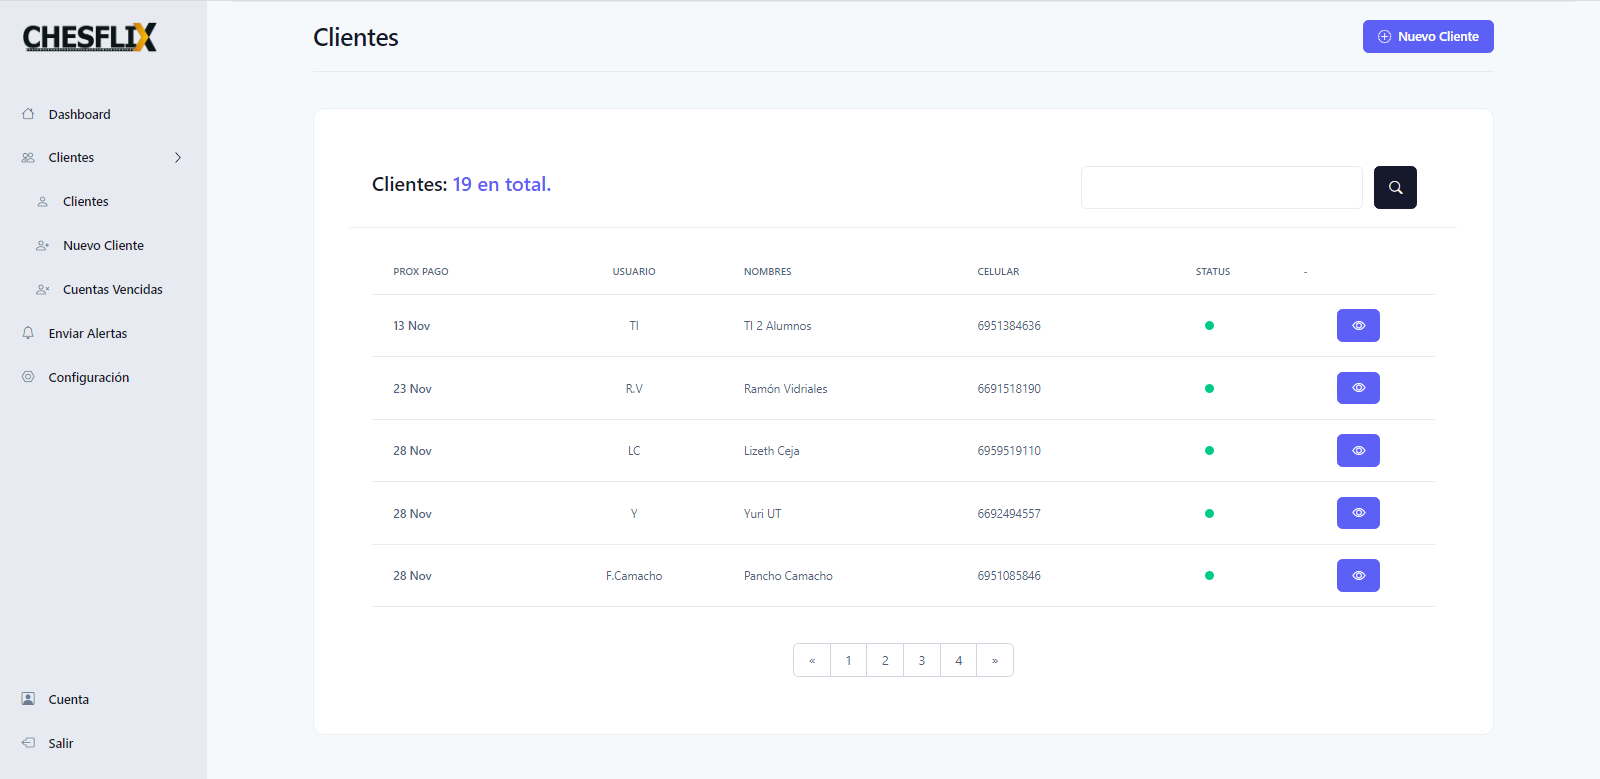 CHESFLIX
Dashboard
Clientes
Clientes
Nuevo Cliente
Cuentas Vencidas
Enviar Alertas
Configuración
Cuenta
Salir
Clientes
Nuevo Cliente
Clientes: 19 en total.
PROX PAGO USUARIO NOMBRES CELULAR STATUS -
13 Nov TI TI 2 Alumnos 6951384636
23 Nov R.V Ramón Vidriales 6691518190
28 Nov LC Lizeth Ceja 6959519110
28 Nov Y Yuri UT 6692494557
28 Nov F.Camacho Pancho Camacho 6951085846
« 1 2 3 4 »